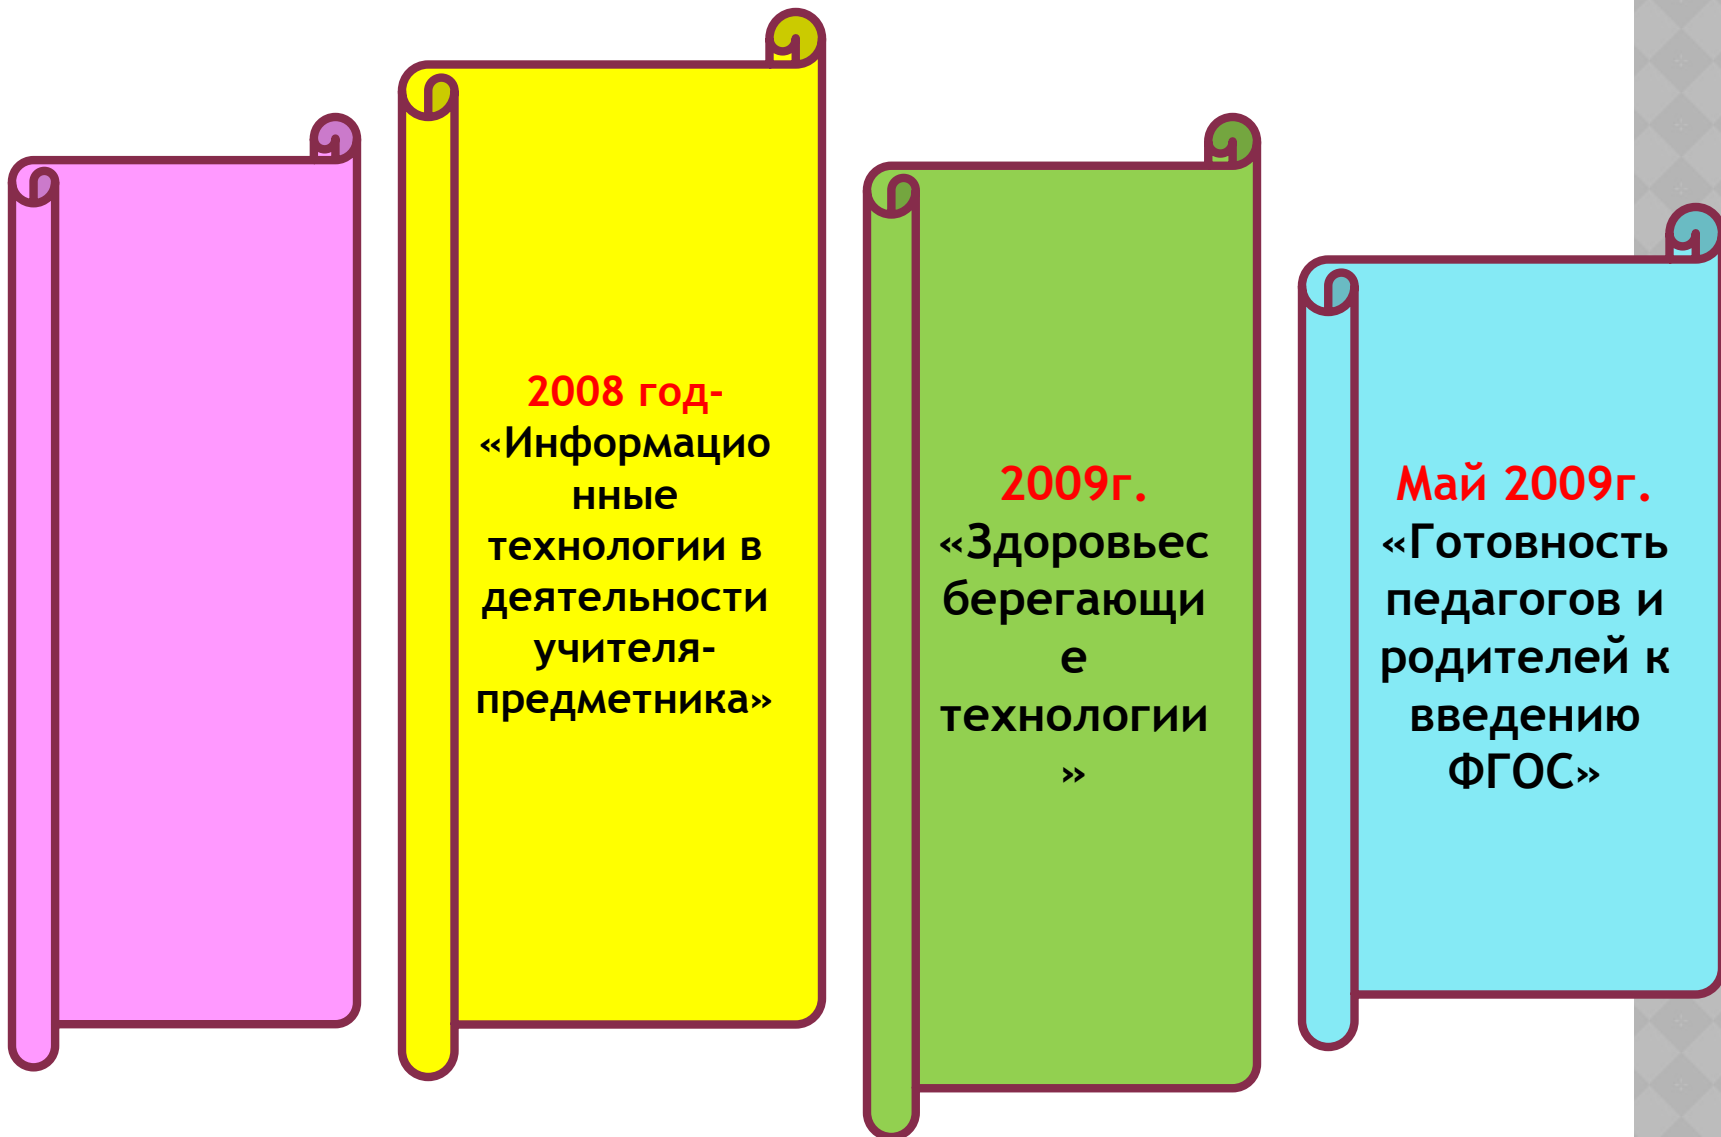 2008 год-
«Информацио
нные
технологии в
деятельности
учителя-
предметника»
2009г.
«Здоровьес
берегающи
е
технологии
»
Май 2009г.
«Готовность
педагогов и
родителей к
введению
ФГОС»